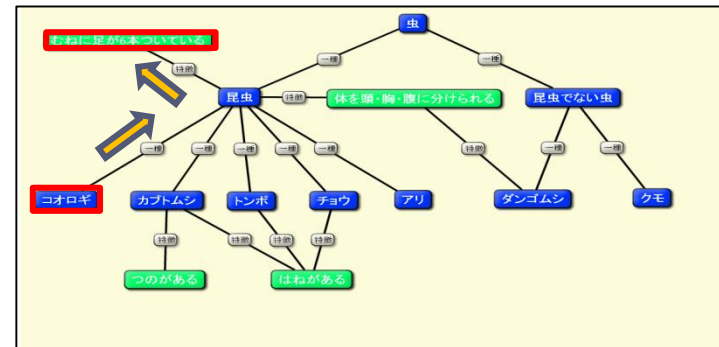 虫
むねに足が6本ついている
特徴
一種
一種
昆虫
特徴
体を頭・胸・腹に分けられる
昆虫でない虫
一種
一種
一種
一種
一種
特徴
一種
一種
コオロギ
カブトムシ
トンボ
チョウ
アリ
ダンゴムシ
クモ
特徴
特徴
特徴
特徴
つのがある
はねがある